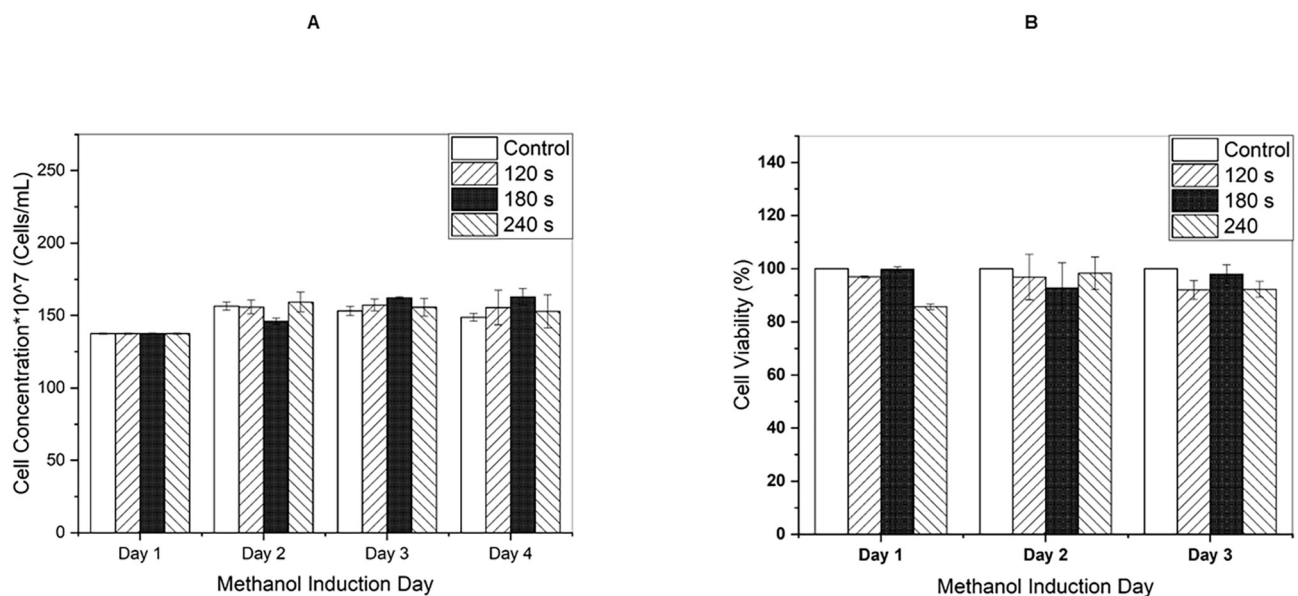 A
Cell Concentration*10^7 (Cells/mL)
250
200
150
100
50
0
Control
120 s
180 s
240 s
Day 1
Day 2
Day 3
Day 4
Methanol Induction Day
B
Cell Viability (%)
140
120
100
80
60
40
20
0
Control
120 s
180 s
240
Day 1
Day 2
Day 3
Methanol Induction Day